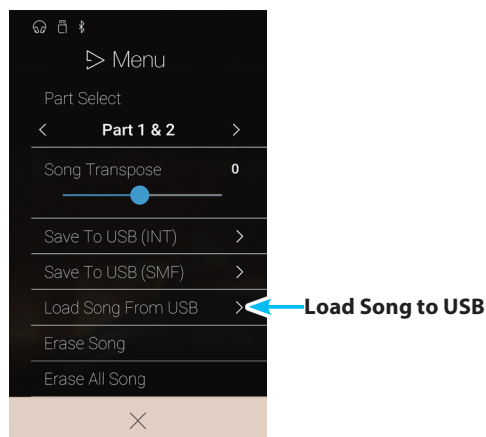 Menu
Part Select
< Part 1 & 2 >
Song Transpose 0
Save To USB (INT) >
Save To USB (SMF) >
Load Song From USB >
Load Song to USB
Erase Song
Erase All Song